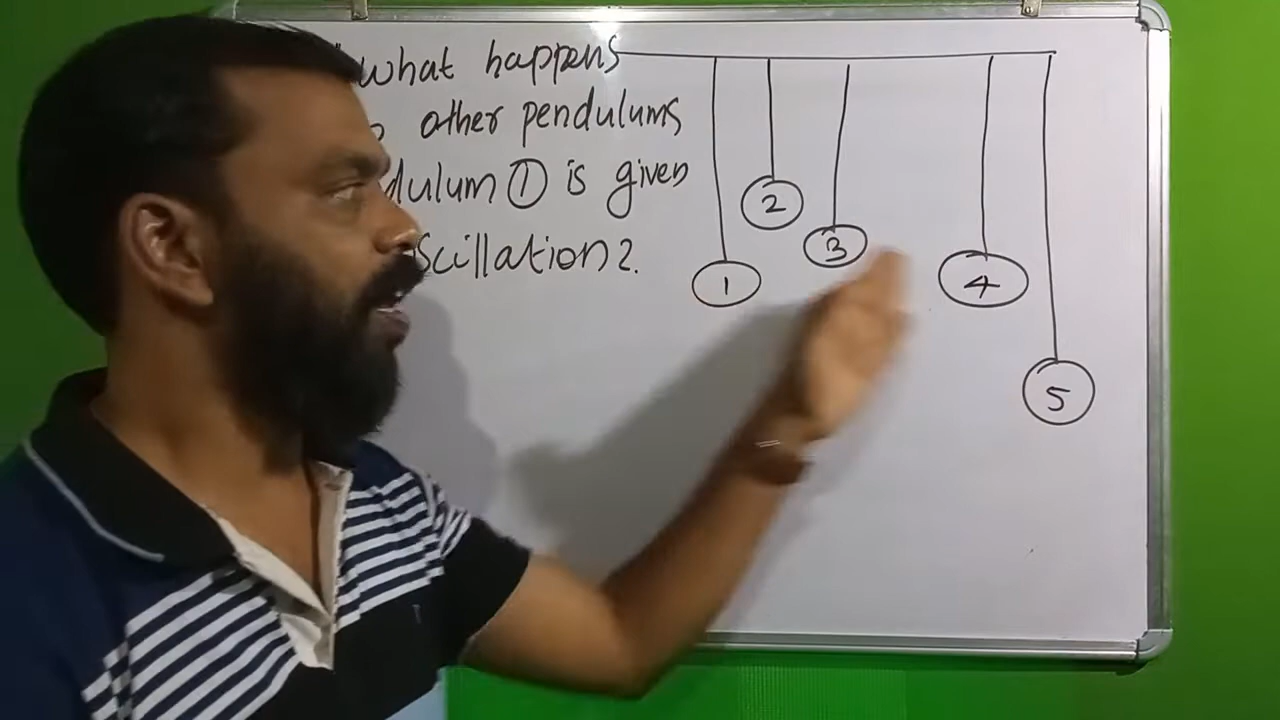 what happens
other pendulums
dulum ① is given
scillation?
1
2
3
4
5